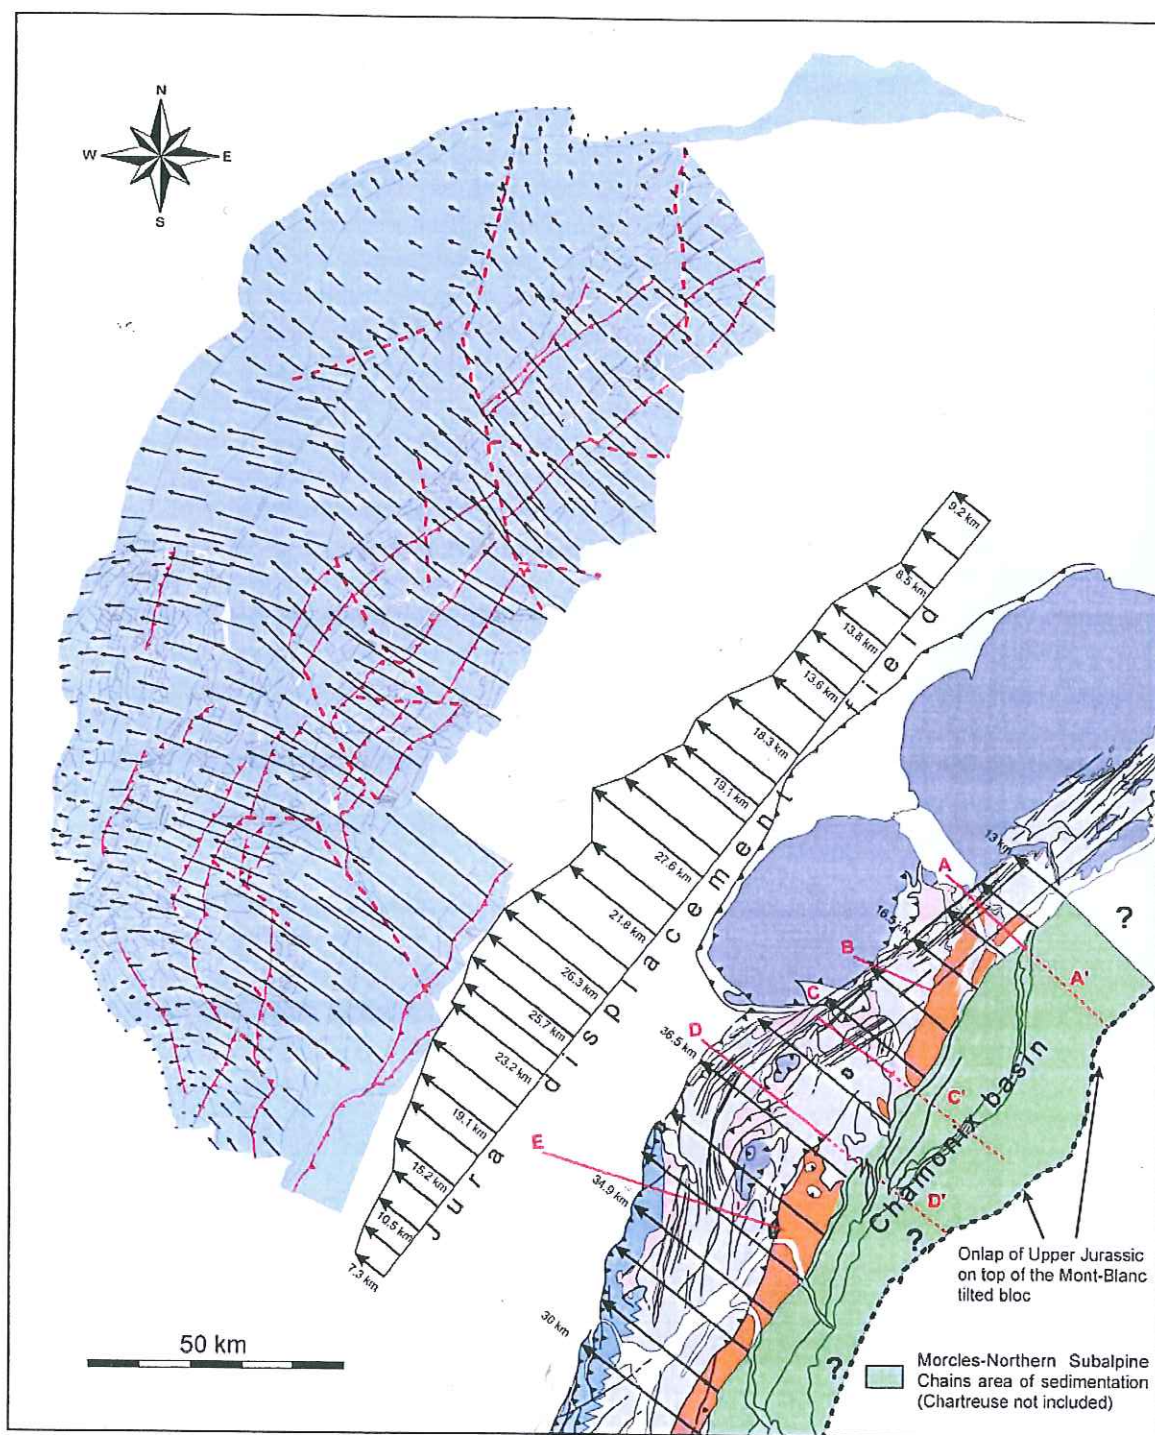 N
W E
S
9.2 km
8.5 km
13.8 km
13.6 km
18.3 km
19.1 km
27.6 km
21.8 km
26.3 km
25.7 km
23.2 km
19.1 km
15.2 km
10.5 km
7.3 km
Jura displacement field
13 km
16.5 km
36.5 km
34.9 km
30 km
A
A'
B
C
C'
D
D'
E
?
?
?
Chamonix basin
Onlap of Upper Jurassic
on top of the Mont-Blanc
tilted bloc
50 km
Morcles-Northern Subalpine
Chains area of sedimentation
(Chartreuse not included)